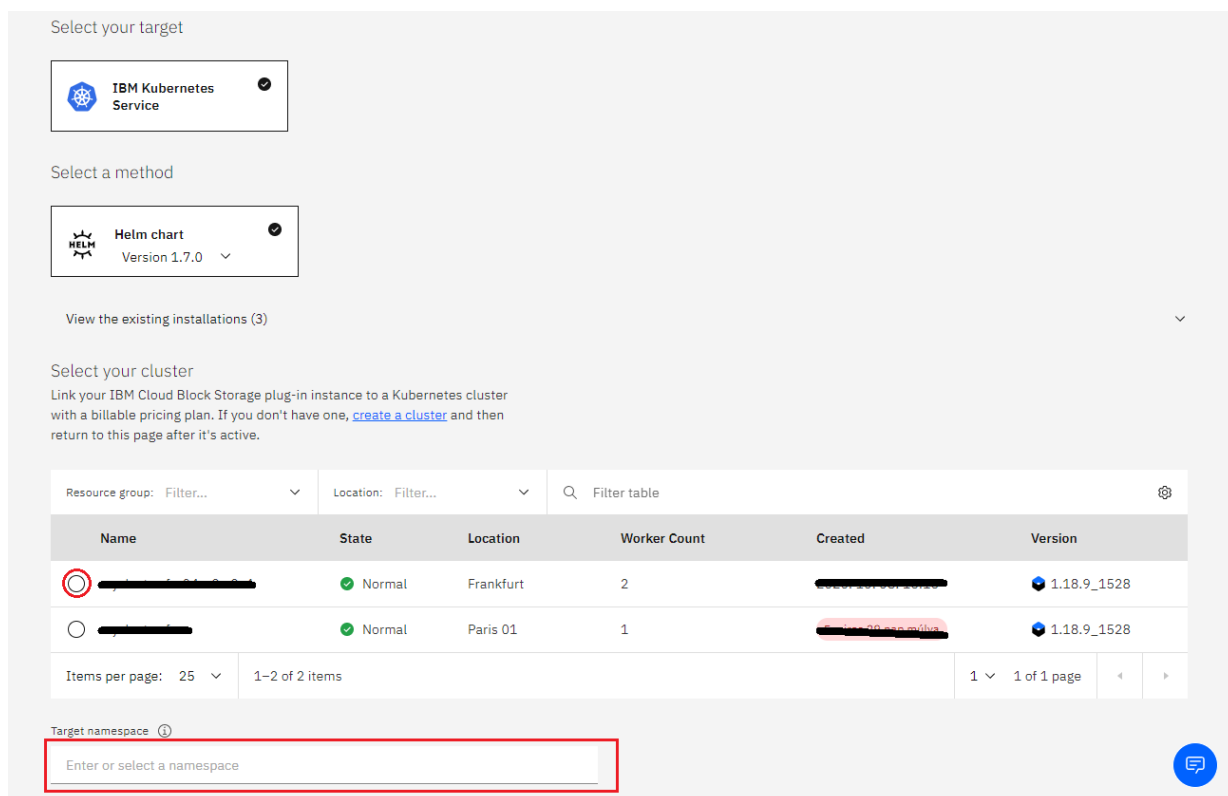 Select your target
IBM Kubernetes
Service
Select a method
HELM
Helm chart
Version 1.7.0
View the existing installations (3)
Select your cluster
Link your IBM Cloud Block Storage plug-in instance to a Kubernetes cluster
with a billable pricing plan. If you don't have one, create a cluster and then
return to this page after it's active.
Resource group: Filter... Location: Filter... Filter table
Name State Location Worker Count Created Version
Normal Frankfurt 2 1.18.9_1528
Normal Paris 01 1 1.18.9_1528
Items per page: 25 1–2 of 2 items 1 1 of 1 page
Target namespace
Enter or select a namespace